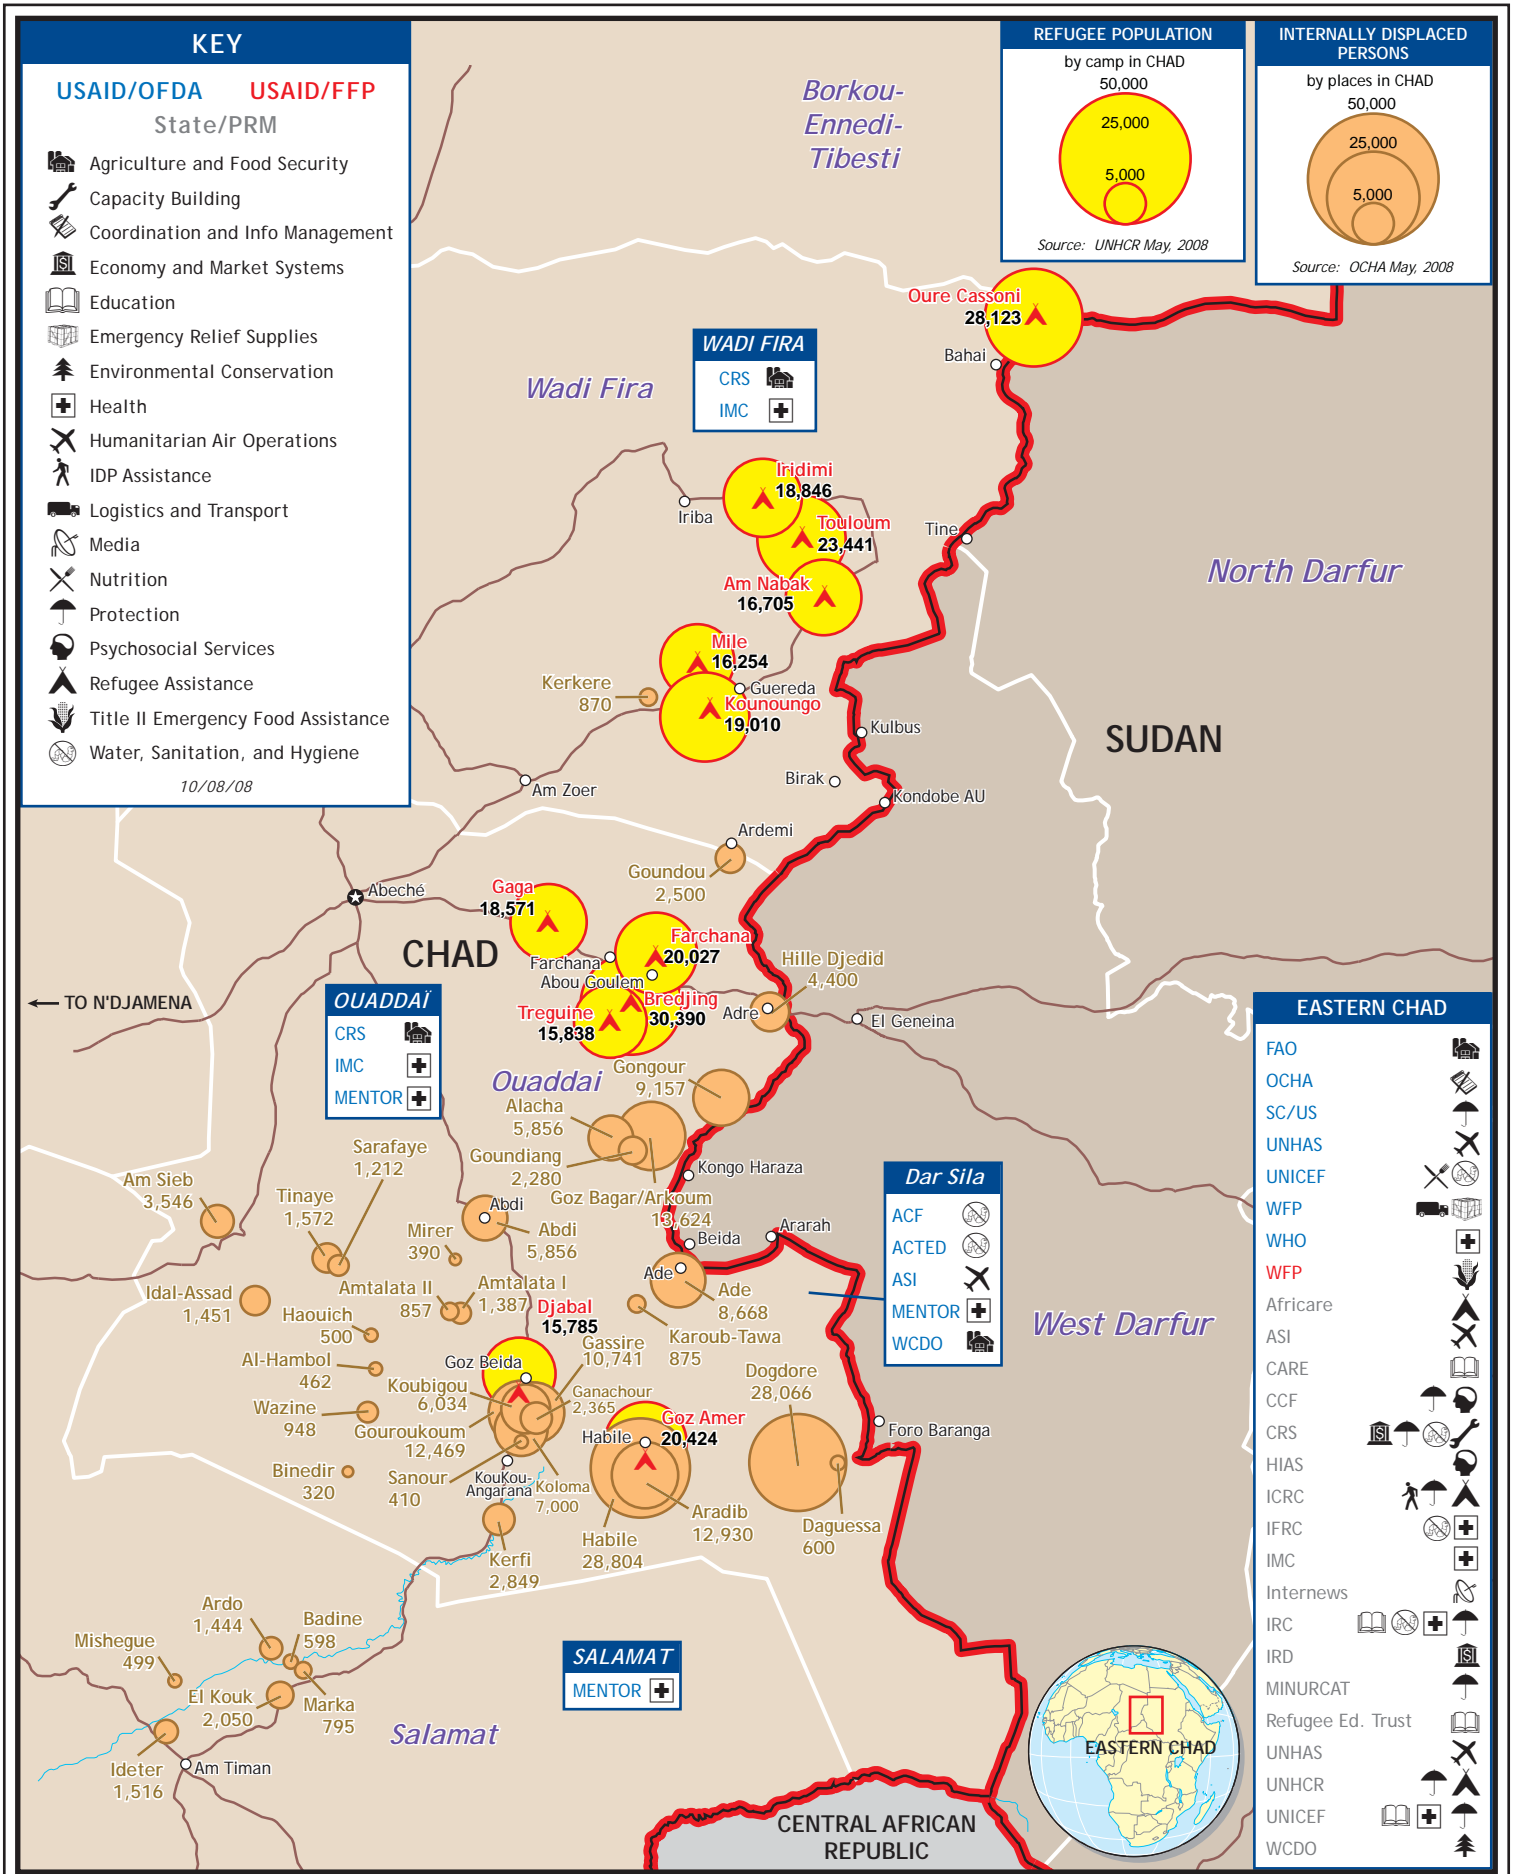 KEY
USAID/OFDA USAID/FFP
State/PRM
Agriculture and Food Security
Capacity Building
Coordination and Info Management
Economy and Market Systems
Education
Emergency Relief Supplies
Environmental Conservation
Health
Humanitarian Air Operations
IDP Assistance
Logistics and Transport
Media
Nutrition
Protection
Psychosocial Services
Refugee Assistance
Title II Emergency Food Assistance
Water, Sanitation, and Hygiene
10/08/08
REFUGEE POPULATION
by camp in CHAD
50,000
25,000
5,000
Source: UNHCR May, 2008
INTERNALLY DISPLACED
PERSONS
by places in CHAD
50,000
25,000
5,000
Source: OCHA May, 2008
Borkou-
Ennedi-
Tibesti
Oure Cassoni
28,123
Bahai
WADI FIRA
CRS
IMC
Wadi Fira
Iridimi
18,846
Iriba
Touloum
23,441
Tine
North Darfur
Am Nabak
16,705
Mile
16,254
Kerkere
870
Guereda
Kounoungo
19,010
Kulbus
SUDAN
Birak
Am Zoer
Kondobe AU
Ardemi
Goundou
2,500
Abeché
Gaga
18,571
CHAD
Farchana
20,027
Farchana
Abou Goulem
Hille Djedid
4,400
TO N'DJAMENA
Bredjing
30,390
Treguine
15,838
Adre
El Geneina
OUADDAÏ
CRS
IMC
MENTOR
Ouaddai
Gongour
9,157
Alacha
5,856
Goundiang
2,280
Goz Bagar/Arkoum
13,624
Kongo Haraza
Sarafaye
1,212
Am Sieb
3,546
Tinaye
1,572
Mirer
390
Abdi
Abdi
5,856
Beida
Ararah
Dar Sila
ACF
ACTED
ASI
MENTOR
WCDO
Ade
Ade
8,668
Idal-Assad
1,451
Amtalata II
857
Amtalata I
1,387
Haouich
500
Djabal
15,785
Karoub-Tawa
875
West Darfur
Al-Hambol
462
Goz Beida
Gassire
10,741
Koubigou
6,034
Ganachour
2,365
Dogdore
28,066
Wazine
948
Gouroukoum
12,469
Goz Amer
20,424
Habile
Foro Baranga
Binedir
320
Sanour
410
KouKou-
Angarana
Koloma
7,000
Aradib
12,930
Habile
28,804
Daguessa
600
Kerfi
2,849
Ardo
1,444
Badine
598
Mishegue
499
El Kouk
2,050
Marka
795
SALAMAT
MENTOR
Salamat
Ideter
1,516
Am Timan
EASTERN CHAD
CENTRAL AFRICAN
REPUBLIC
EASTERN CHAD
FAO
OCHA
SC/US
UNHAS
UNICEF
WFP
WHO
WFP
Africare
ASI
CARE
CCF
CRS
HIAS
ICRC
IFRC
IMC
Internews
IRC
IRD
MINURCAT
Refugee Ed. Trust
UNHAS
UNHCR
UNICEF
WCDO